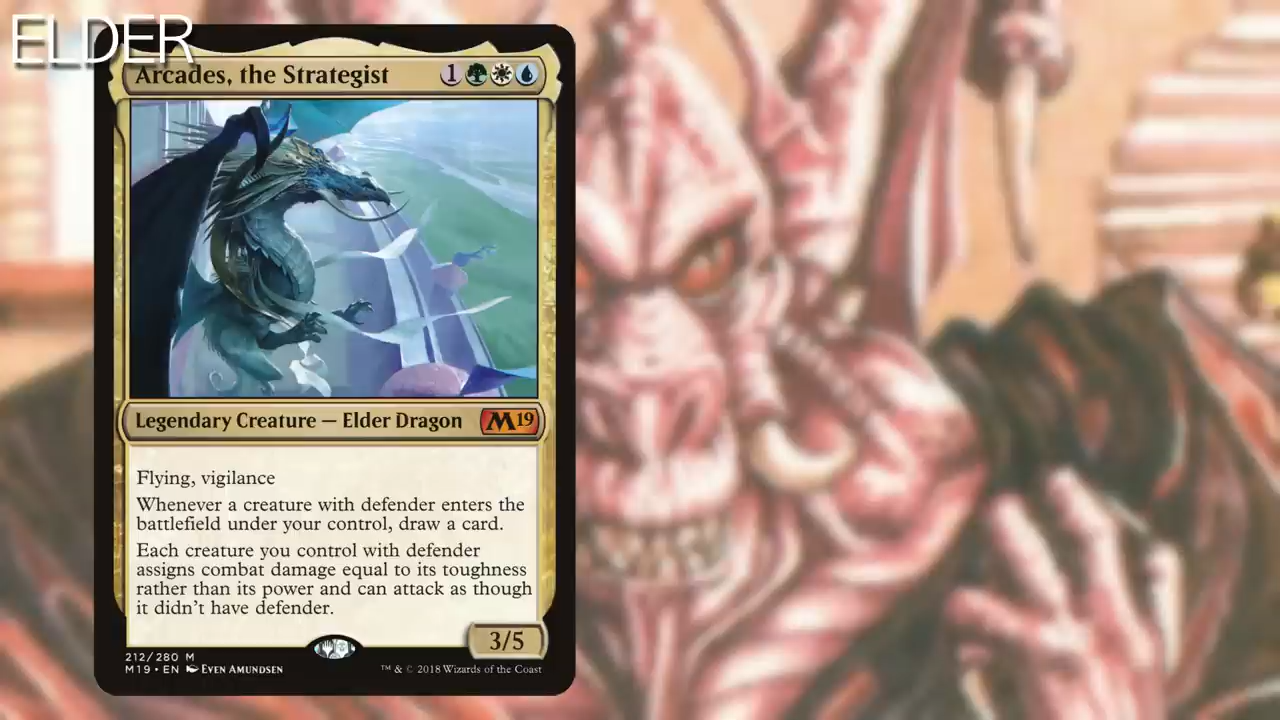 ELDER
Arcades, the Strategist 1
Legendary Creature — Elder Dragon M19
Flying, vigilance
Whenever a creature with defender enters the
battlefield under your control, draw a card.
Each creature you control with defender
assigns combat damage equal to its toughness
rather than its power and can attack as though
it didn't have defender.
3/5
212/280 M
M19 • EN Even Amundsen
™ & © 2018 Wizards of the Coast